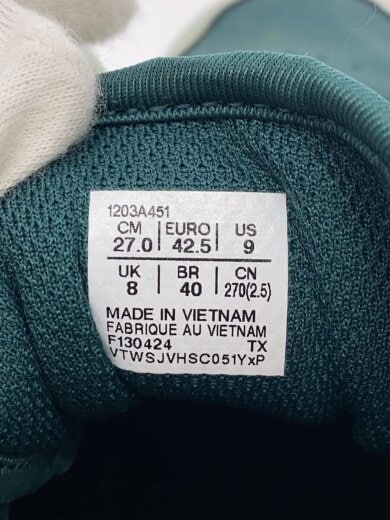 1203A451
CM EURO US
27.0 42.5 9
UK BR CN
8 40 270(2.5)
MADE IN VIETNAM
FABRIQUE AU VIETNAM
F130424 TX
VTWSJVHSC051YxP